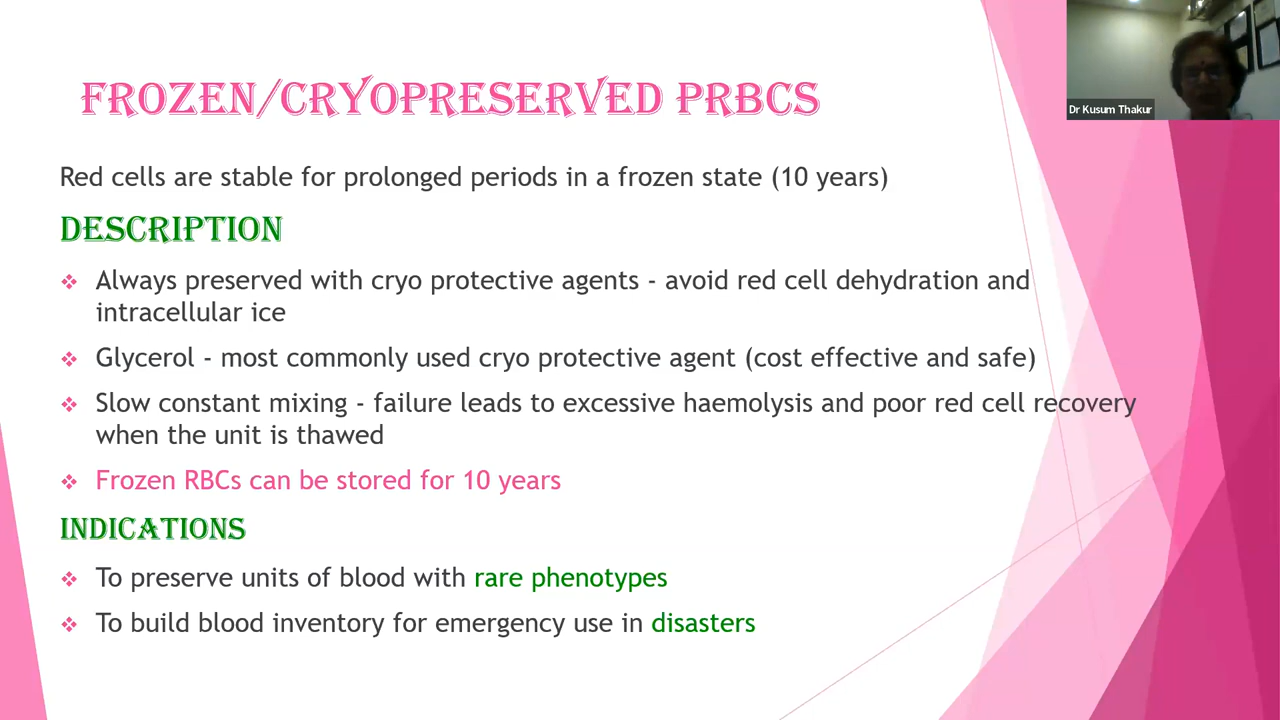 FROZEN/CRYOPRESERVED PRBCS
Dr Kusum Thakur
Red cells are stable for prolonged periods in a frozen state (10 years)
DESCRIPTION
❖ Always preserved with cryo protective agents - avoid red cell dehydration and
intracellular ice
❖ Glycerol - most commonly used cryo protective agent (cost effective and safe)
❖ Slow constant mixing - failure leads to excessive haemolysis and poor red cell recovery
when the unit is thawed
❖ Frozen RBCs can be stored for 10 years
INDICATIONS
❖ To preserve units of blood with rare phenotypes
❖ To build blood inventory for emergency use in disasters